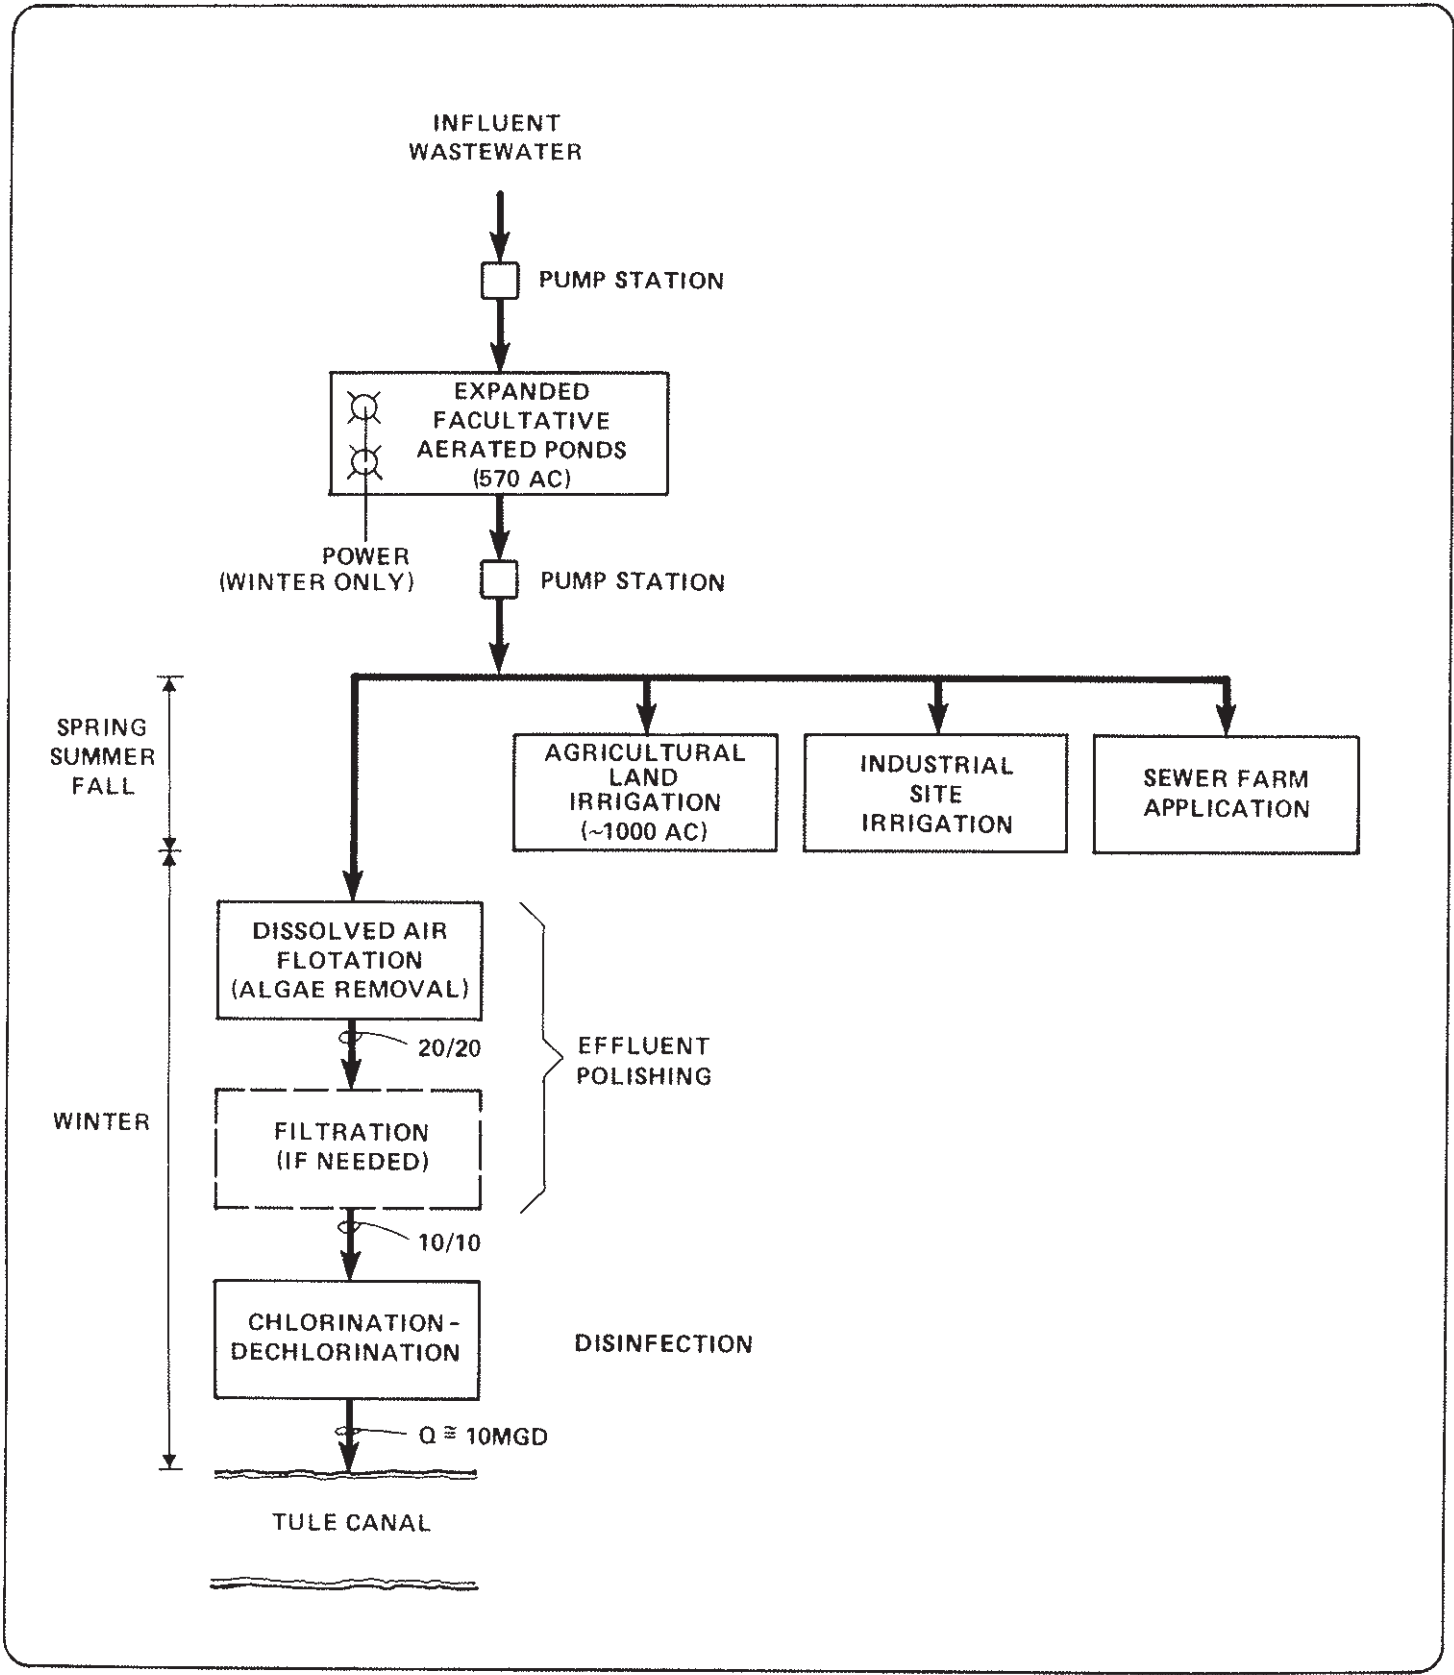 INFLUENT
WASTEWATER
PUMP STATION
EXPANDED
FACULTATIVE
AERATED PONDS
(570 AC)
POWER
(WINTER ONLY)
PUMP STATION
SPRING
SUMMER
FALL
AGRICULTURAL
LAND
IRRIGATION
(~1000 AC)
INDUSTRIAL
SITE
IRRIGATION
SEWER FARM
APPLICATION
DISSOLVED AIR
FLOTATION
(ALGAE REMOVAL)
20/20
EFFLUENT
POLISHING
WINTER
FILTRATION
(IF NEEDED)
10/10
CHLORINATION-
DECHLORINATION
DISINFECTION
Q ≅ 10MGD
TULE CANAL